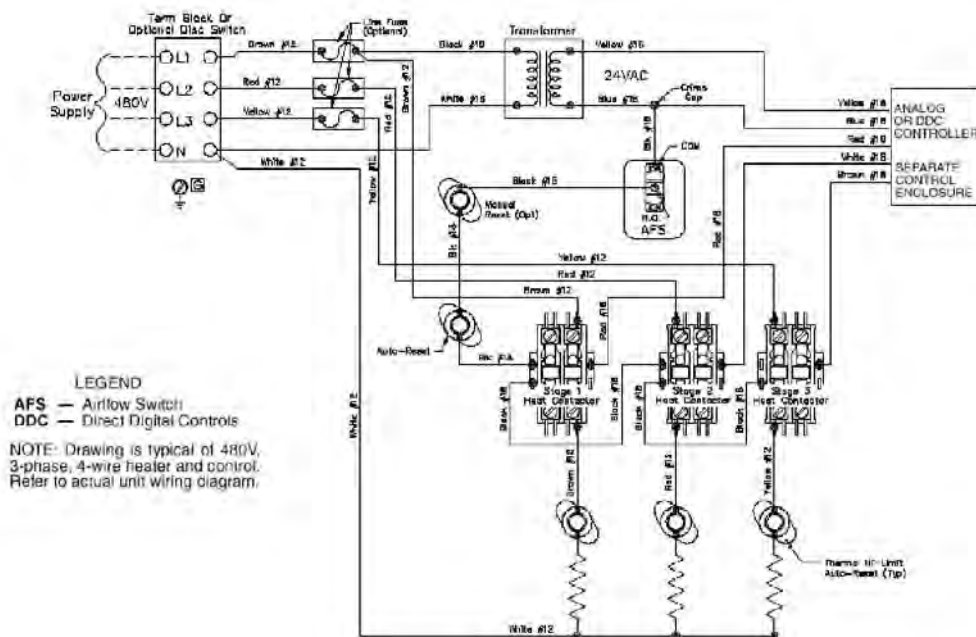 Term Block Or
Optional Disc Switch
Line Fuse
(Optional)
Brown #12
Black #18
Transformer
Yellow #18
L1
L2
L3
N
Power
Supply
480V
Red #12
Yellow #12
White #18
White #12
Brown #12
Red #12
Yellow #12
24VAC
Blue #18
Crimp
Cap
Blk #18
COM
N.O.
AFS
Yellow #18
Blue #18
Red #18
White #18
Brown #18
ANALOG
OR DDC
CONTROLLER
SEPARATE
CONTROL
ENCLOSURE
Black #18
Manual
Reset (Opt)
Blk #18
Auto-Reset
Blk #18
Yellow #12
Red #12
Brown #12
Red #18
Red #18
Stage 1
Heat Contactor
Stage 2
Heat Contactor
Stage 3
Heat Contactor
Black #18
Black #18
Black #18
Black #18
LEGEND
AFS — Airflow Switch
DDC — Direct Digital Controls
NOTE: Drawing is typical of 480V,
3-phase, 4-wire heater and control.
Refer to actual unit wiring diagram.
White #12
Brown #12
Red #12
Yellow #12
Thermo Hi-Limit
Auto-Reset (Typ)
White #12